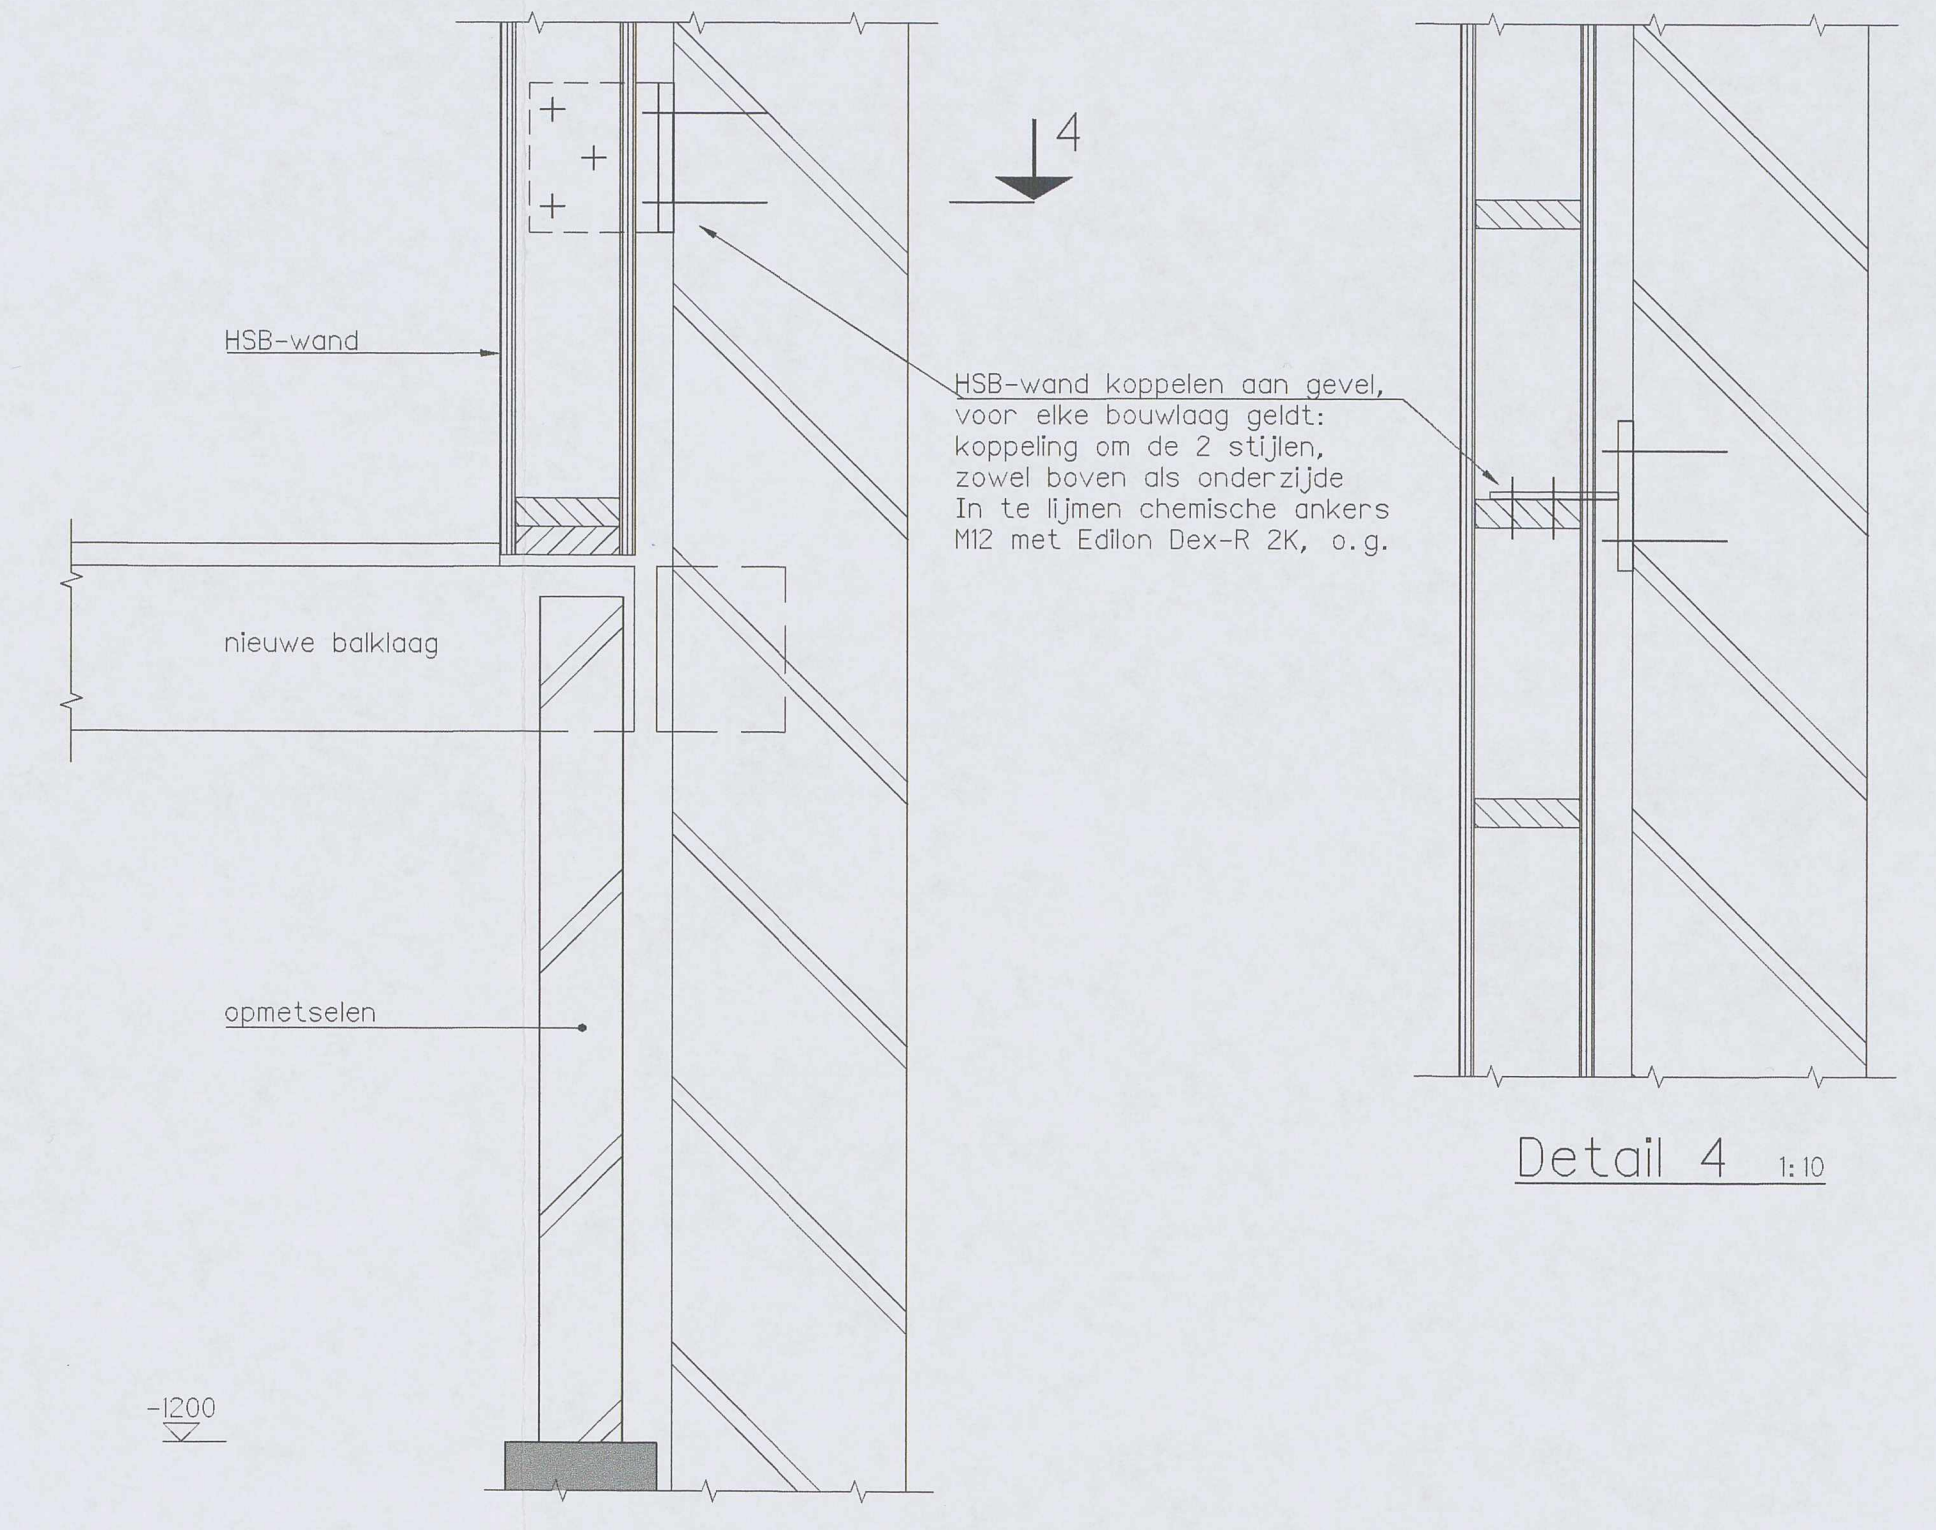 4
HSB-wand
HSB-wand koppelen aan gevel,
voor elke bouwlaag geldt:
koppeling om de 2 stijlen,
zowel boven als onderzijde
In te lijmen chemische ankers
M12 met Edilon Dex-R 2K, o.g.
nieuwe balklaag
opmetselen
Detail 4 1:10
-1200